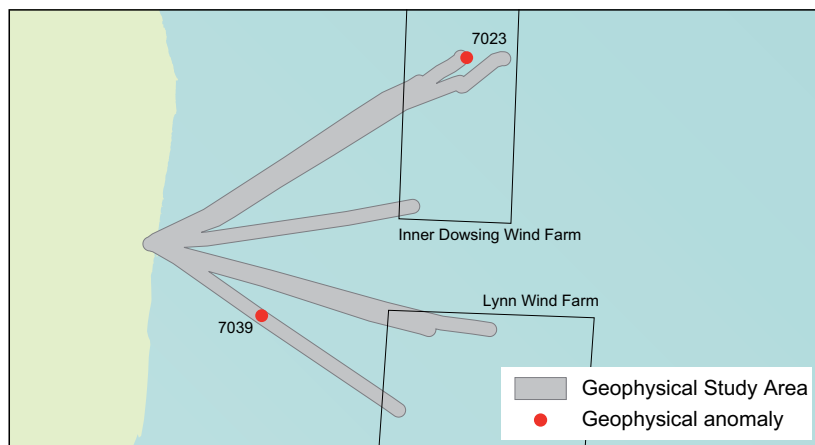 7023
Inner Dowsing Wind Farm
Lynn Wind Farm
7039
Geophysical Study Area
Geophysical anomaly